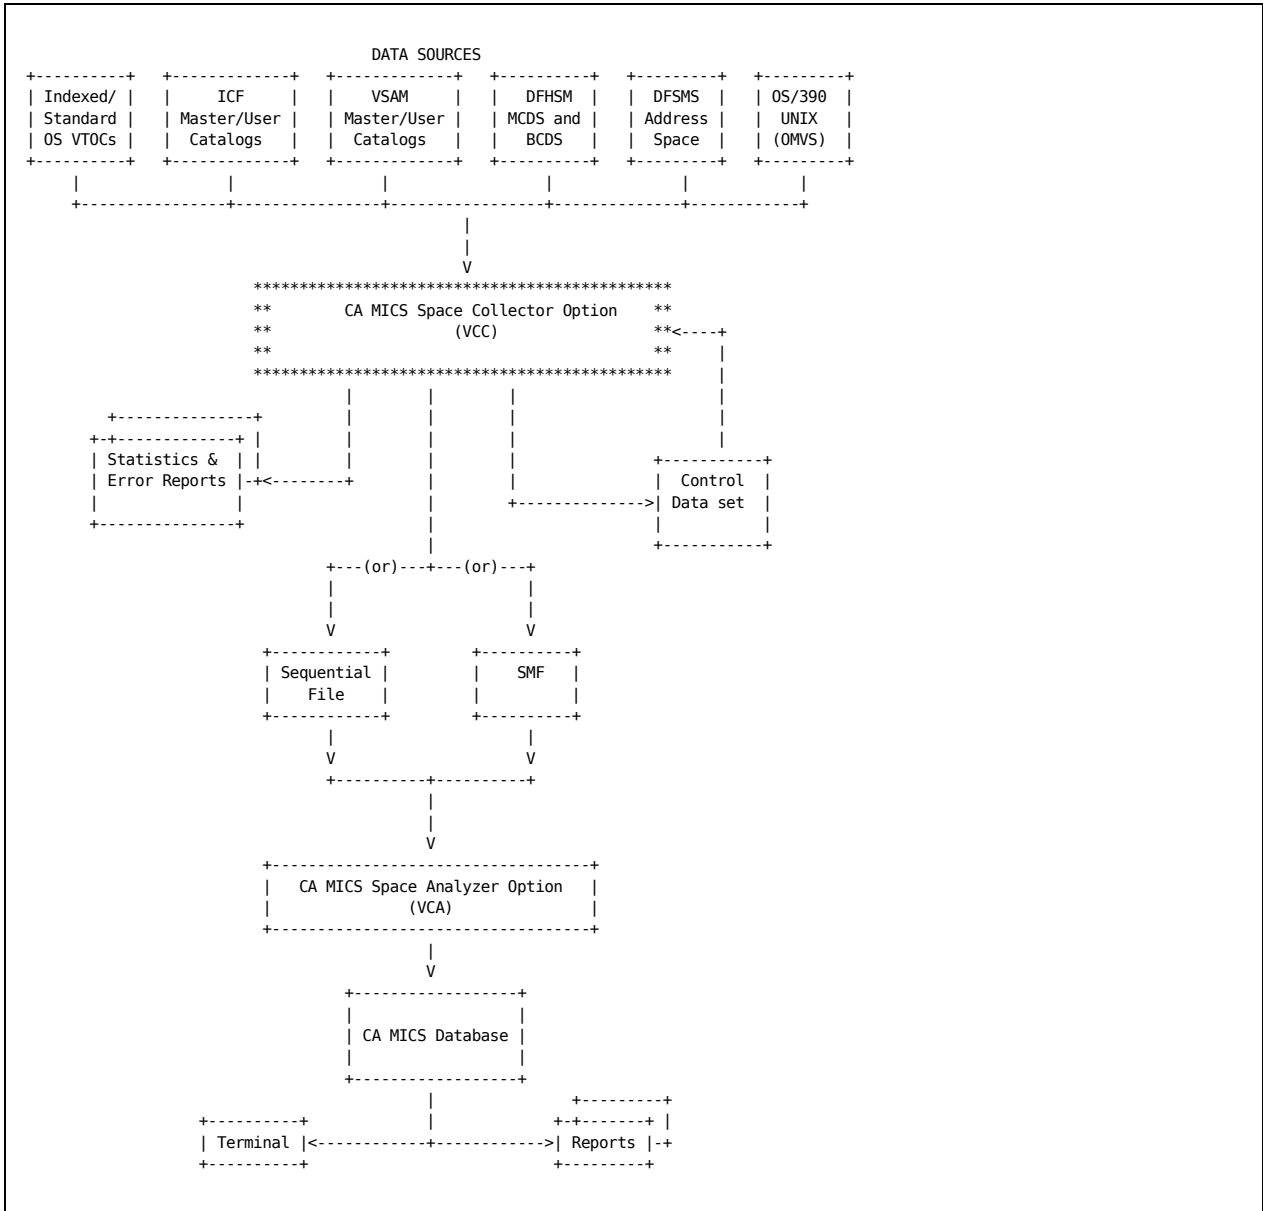 DATA SOURCES
Indexed/ ICF VSAM DFHSM DFSMS OS/390
Standard Master/User Master/User MCDS and Address UNIX
OS VTOCs Catalogs Catalogs BCDS Space (OMVS)
CA MICS Space Collector Option
(VCC)
Statistics &
Error Reports
Control
Data set
(or) (or)
Sequential SMF
File
CA MICS Space Analyzer Option
(VCA)
CA MICS Database
Terminal Reports